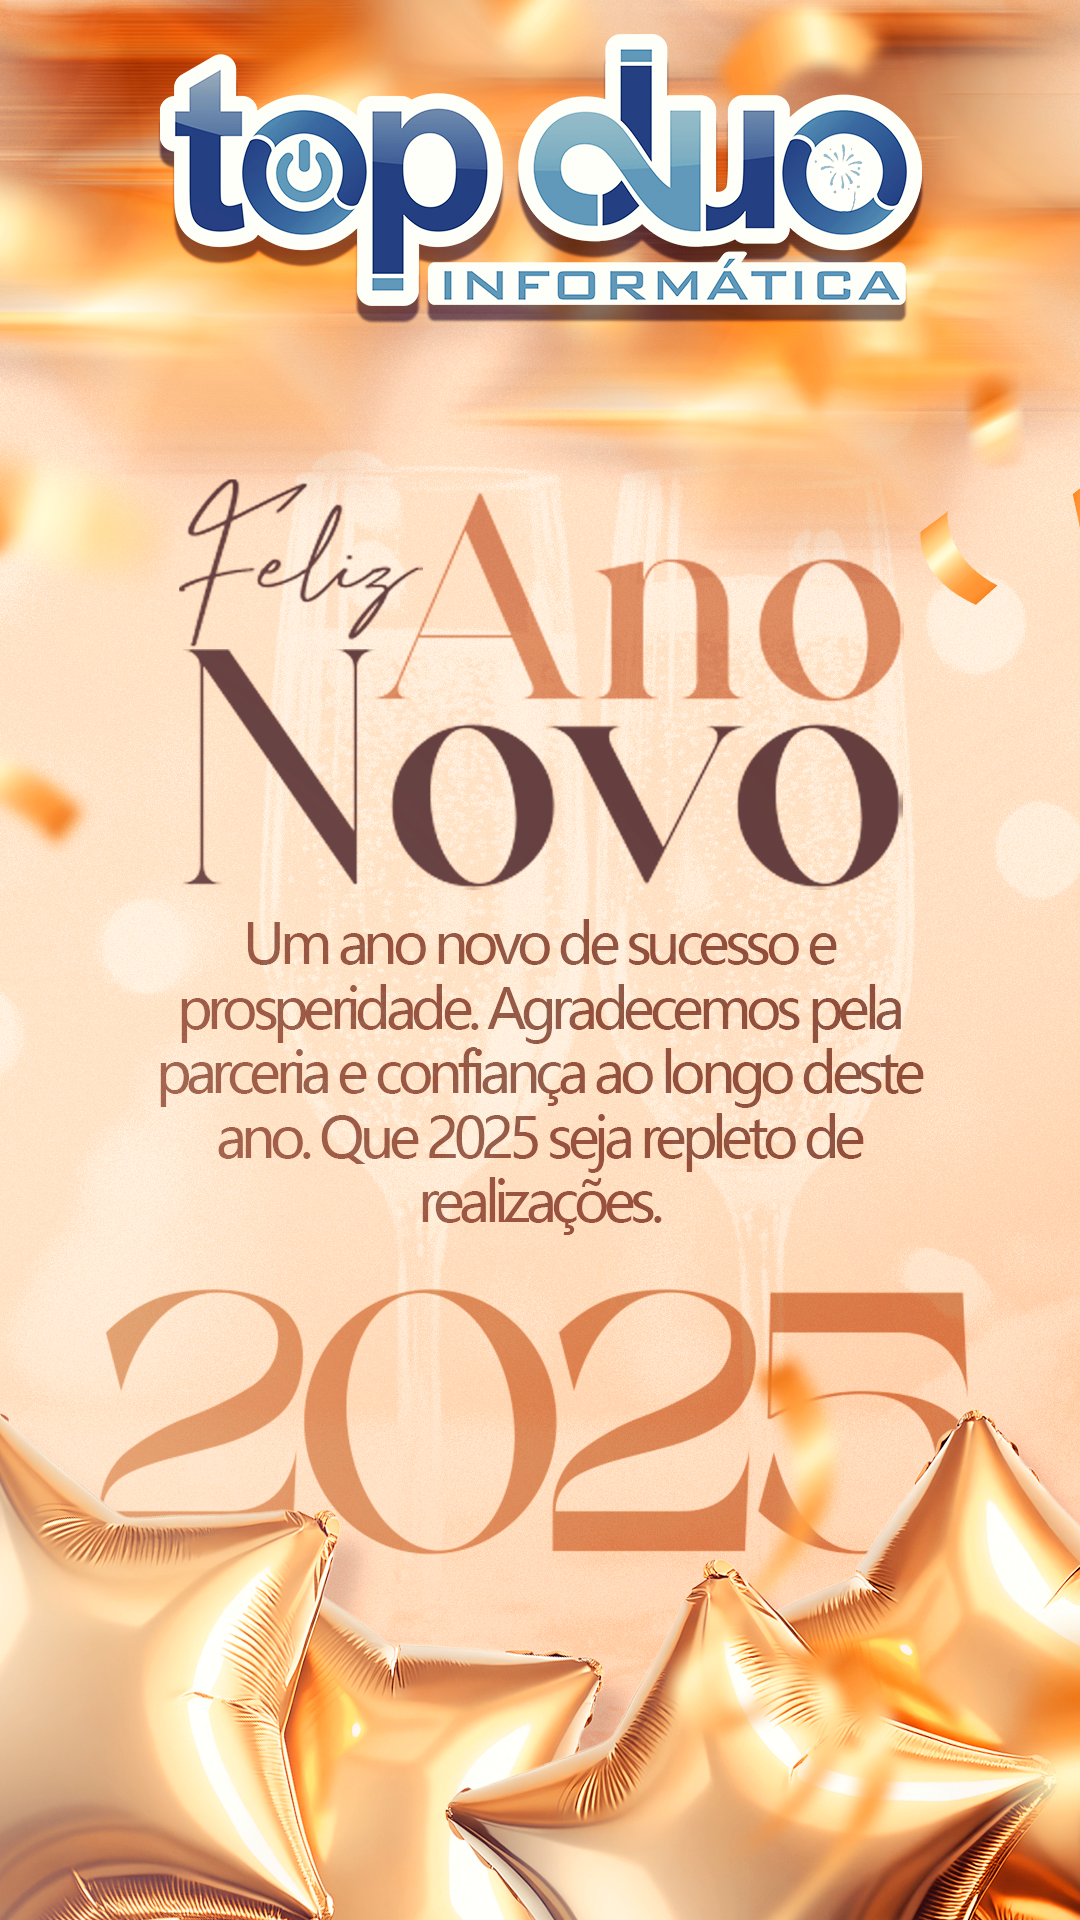 top duo
INFORMÁTICA
Feliz Ano
Novo
Um ano novo de sucesso e
prosperidade. Agradecemos pela
parceria e confiança ao longo deste
ano. Que 2025 seja repleto de
realizações.
2025